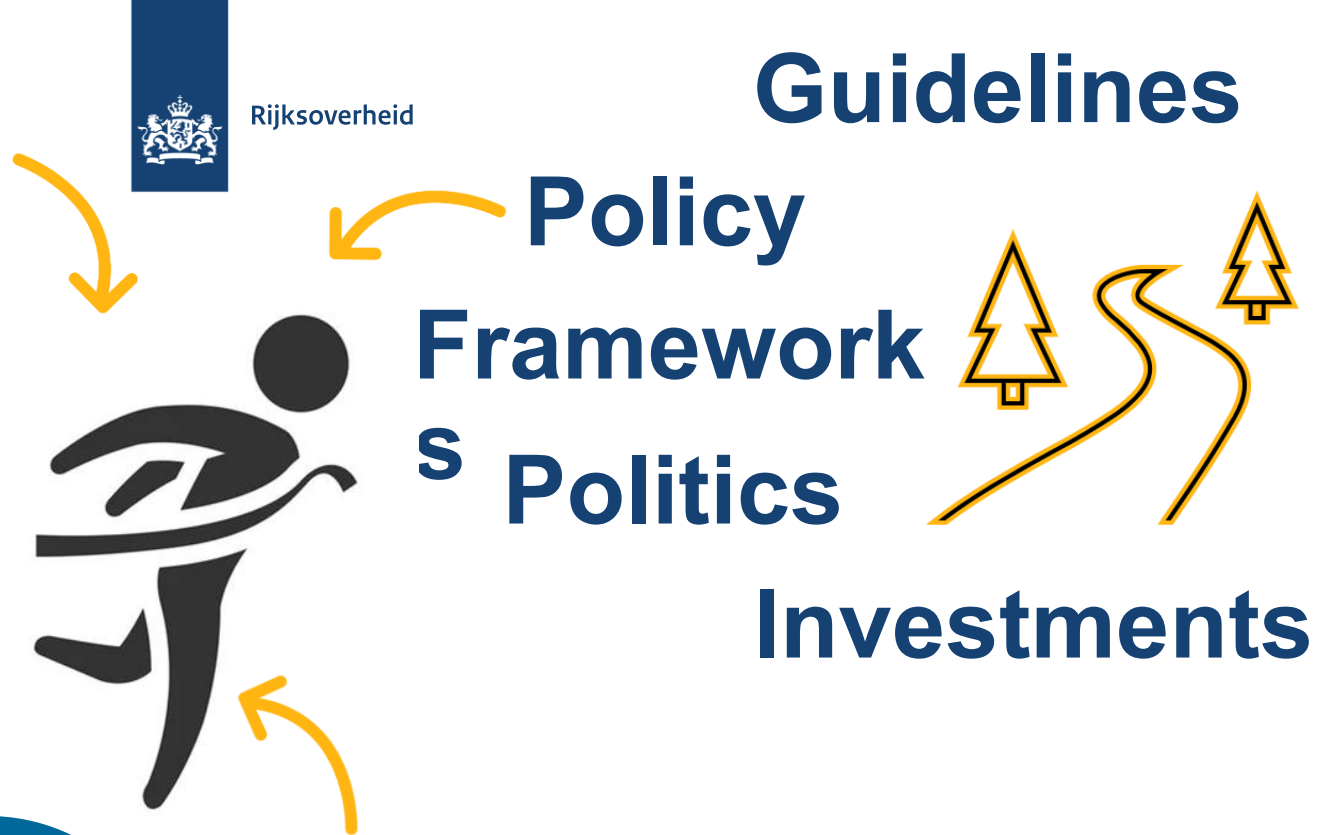 Rijksoverheid
Guidelines
Policy
Framework
s
Politics
Investments